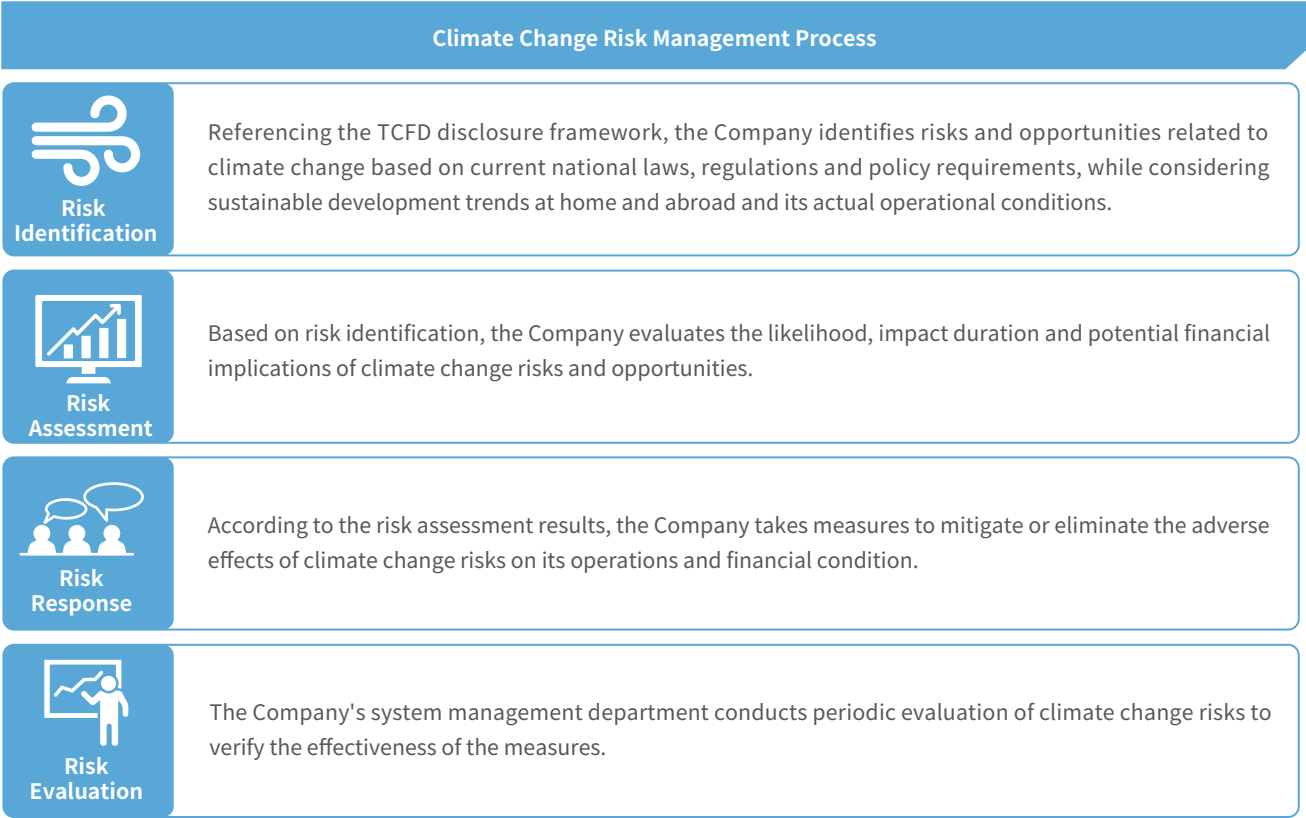 Climate Change Risk Management Process
Risk
Identification
Referencing the TCFD disclosure framework, the Company identifies risks and opportunities related to
climate change based on current national laws, regulations and policy requirements, while considering
sustainable development trends at home and abroad and its actual operational conditions.
Risk
Assessment
Based on risk identification, the Company evaluates the likelihood, impact duration and potential financial
implications of climate change risks and opportunities.
Risk
Response
According to the risk assessment results, the Company takes measures to mitigate or eliminate the adverse
effects of climate change risks on its operations and financial condition.
Risk
Evaluation
The Company's system management department conducts periodic evaluation of climate change risks to
verify the effectiveness of the measures.